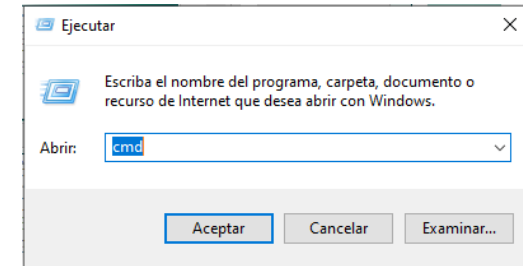 Ejecutar
Escriba el nombre del programa, carpeta, documento o
recurso de Internet que desea abrir con Windows.
Abrir: cmd
Aceptar Cancelar Examinar...